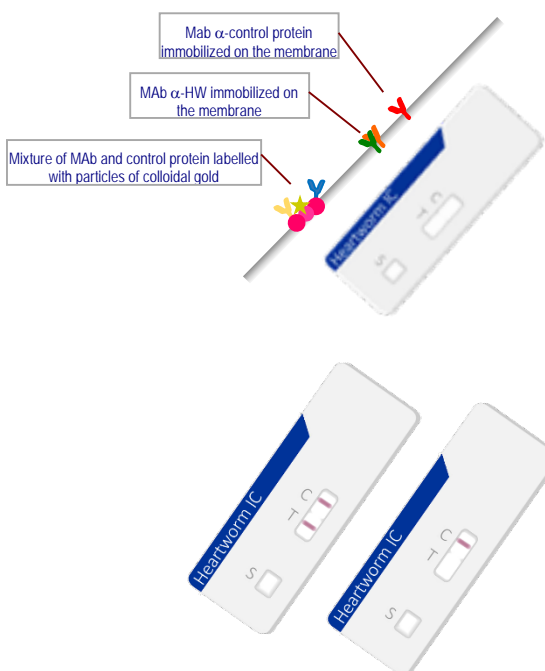 Mab α-control protein
immobilized on the membrane
MAb α-HW immobilized on
the membrane
Mixture of MAb and control protein labelled
with particles of colloidal gold
C
T
S
Heartworm IC
C
T
S
Heartworm IC
C
T
S
Heartworm IC